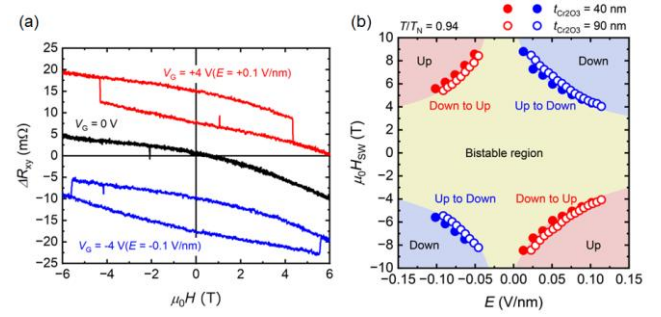 (a)
ΔR_xy (mΩ)
25
20
15
10
5
0
-5
-10
-15
-20
-25
V_G = +4 V(E = +0.1 V/nm)
V_G = 0 V
V_G = -4 V(E = -0.1 V/nm)
-6 -4 -2 0 2 4 6
μ₀H (T)
(b)
t_Cr2O3 = 40 nm
T/T_N = 0.94
t_Cr2O3 = 90 nm
μ₀H_SW (T)
10
8
6
4
2
0
-2
-4
-6
-8
-10
Up
Down
Down to Up
Up to Down
Bistable region
Up to Down
Down to Up
Down
Up
-0.15 -0.10 -0.05 0.00 0.05 0.10 0.15
E (V/nm)